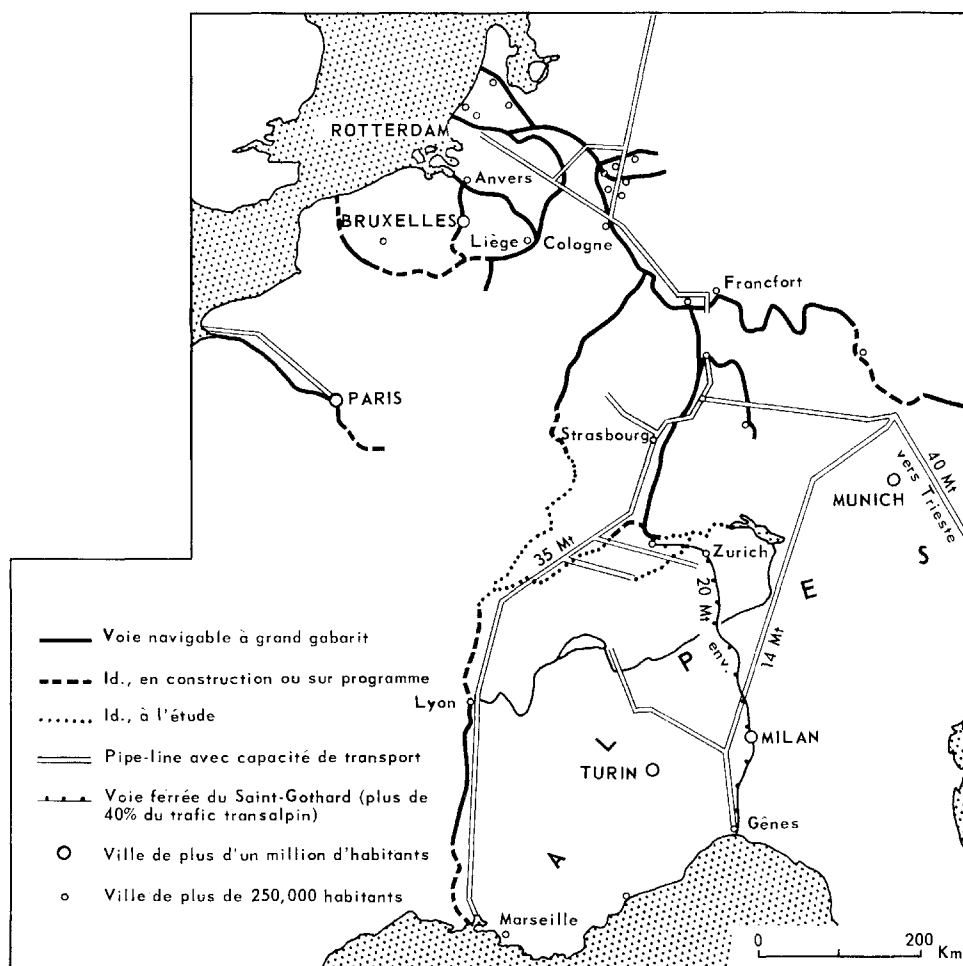 ROTTERDAM
Anvers
BRUXELLES
Liège
Cologne
Francfort
PARIS
Strasbourg
40 Mt
vers Trieste
MUNICH
S
35 Mt
Zurich
E
20 Mt
env.
14 Mt
P
Lyon
MILAN
L
TURIN
Gênes
A
Marseille
Voie navigable à grand gabarit
Id., en construction ou sur programme
Id., à l'étude
Pipe-line avec capacité de transport
Voie ferrée du Saint-Gothard (plus de
40% du trafic transalpin)
Ville de plus d'un million d'habitants
Ville de plus de 250,000 habitants
0 200
Km